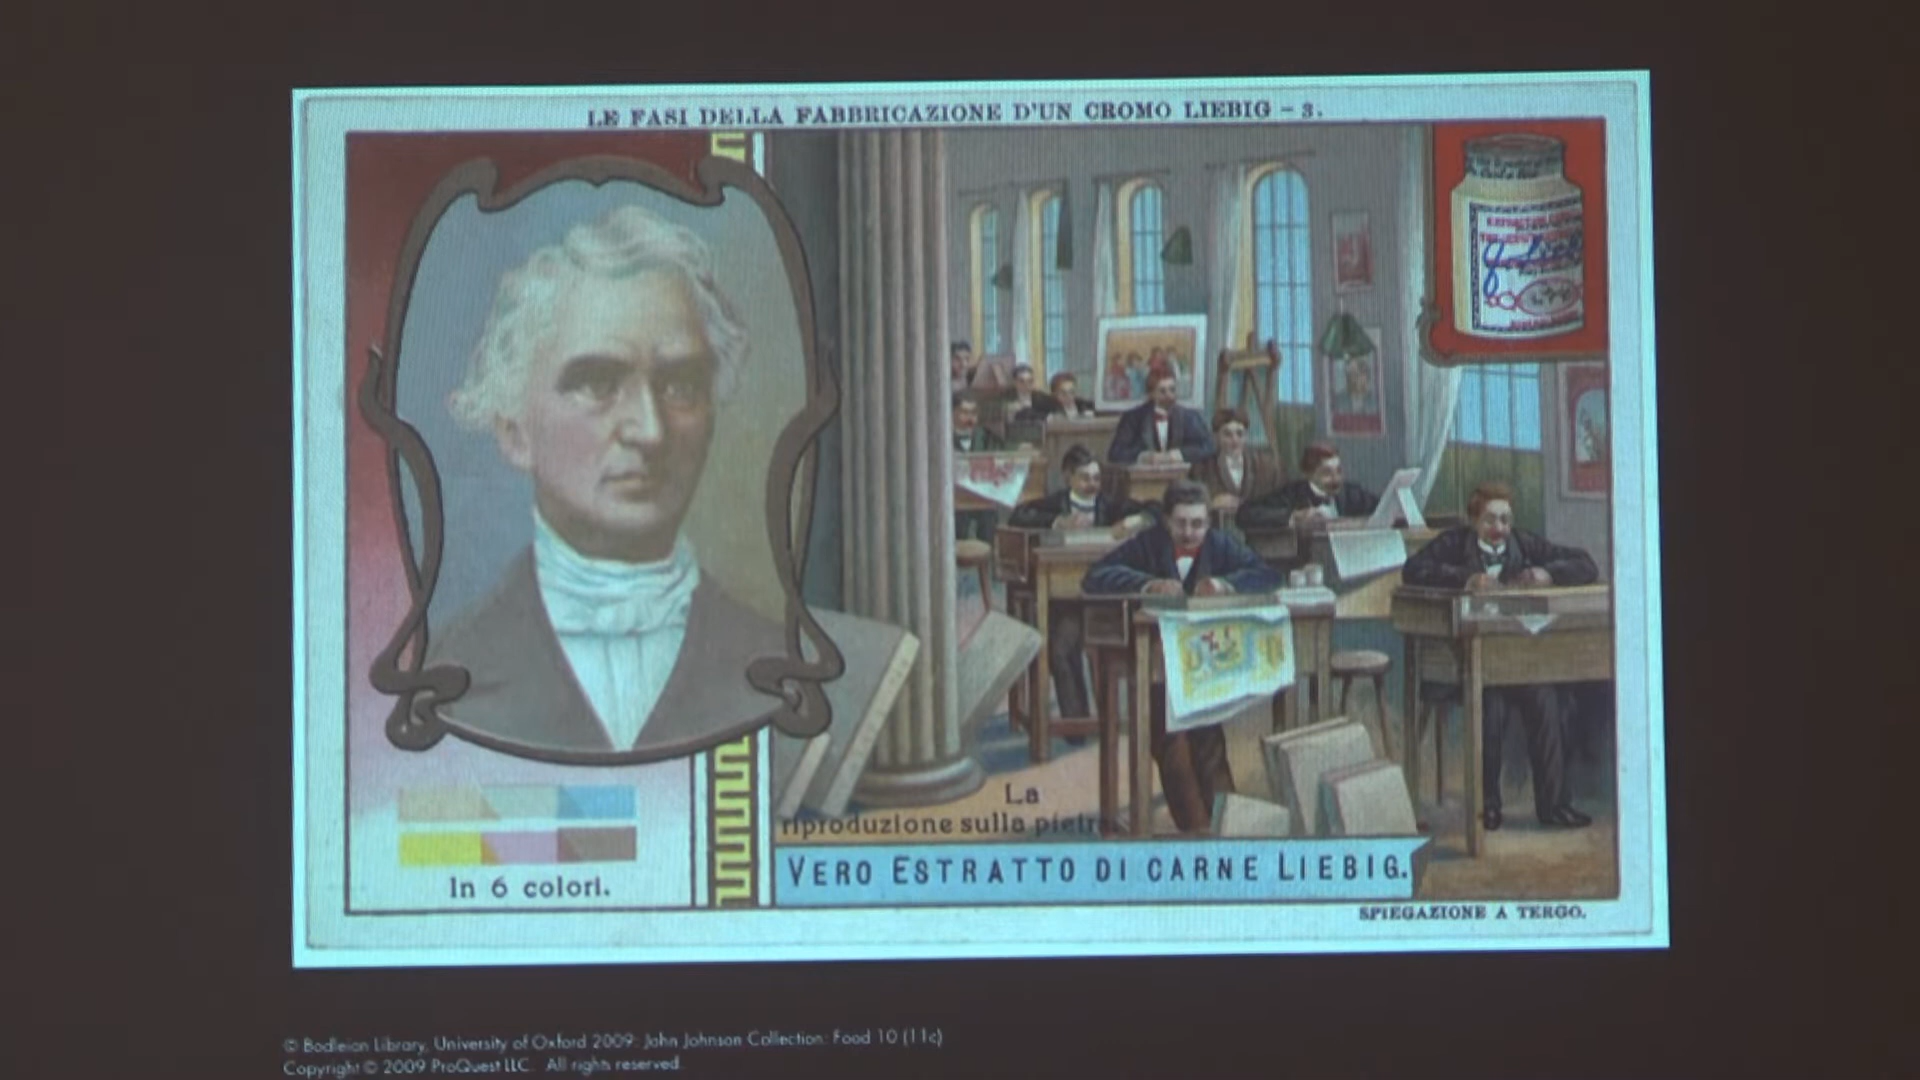 LE FASI DELLA FABBRICAZIONE D'UN CROMO LIEBIG - 3.
La
riproduzione sulla pietra
VERO ESTRATTO DI CARNE LIEBIG.
In 6 colori.
SPIEGAZIONE A TERGO.
© Bodleian Library, University of Oxford 2009: John Johnson Collection: Food 10 (11c)
Copyright © 2009 ProQuest LLC. All rights reserved.